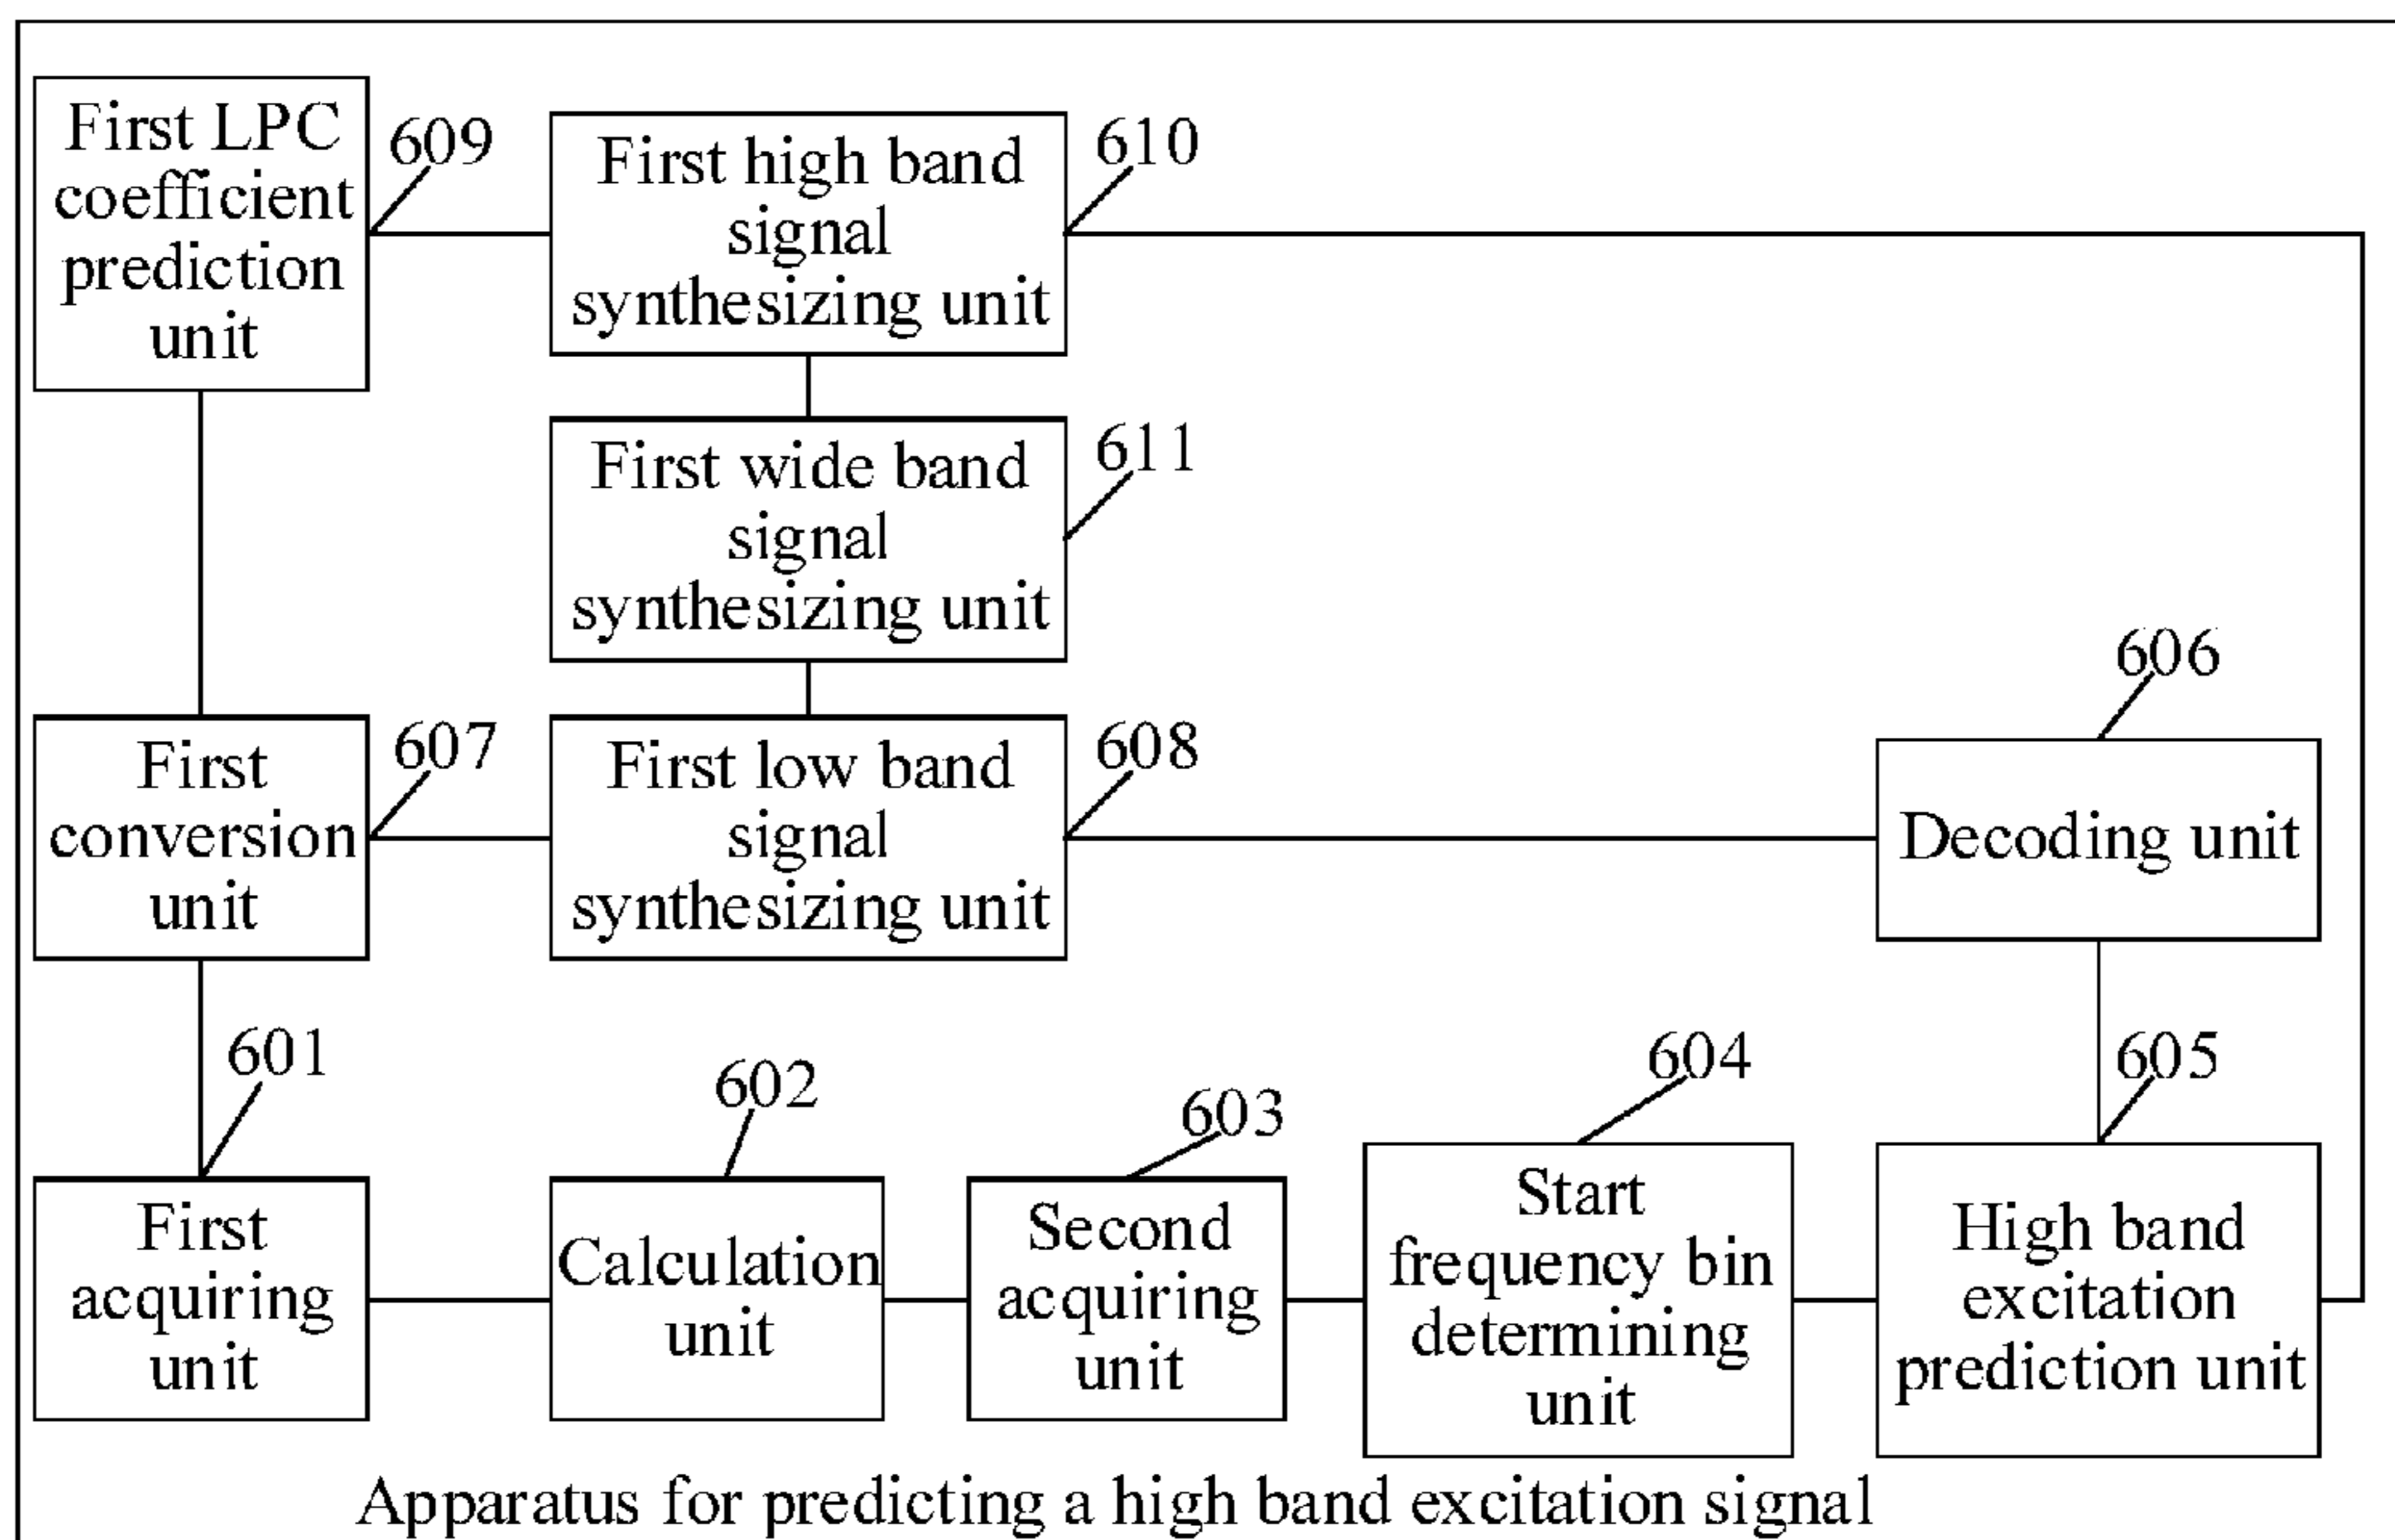 First LPC
coefficient
prediction
unit
609
First high band
signal
synthesizing unit
610
First wide band
signal
synthesizing unit
611
606
First
conversion
unit
607
First low band
signal
synthesizing unit
608
Decoding unit
601
602
603
604
605
First
acquiring
unit
Calculation
unit
Second
acquiring
unit
Start
frequency bin
determining
unit
High band
excitation
prediction unit
Apparatus for predicting a high band excitation signal